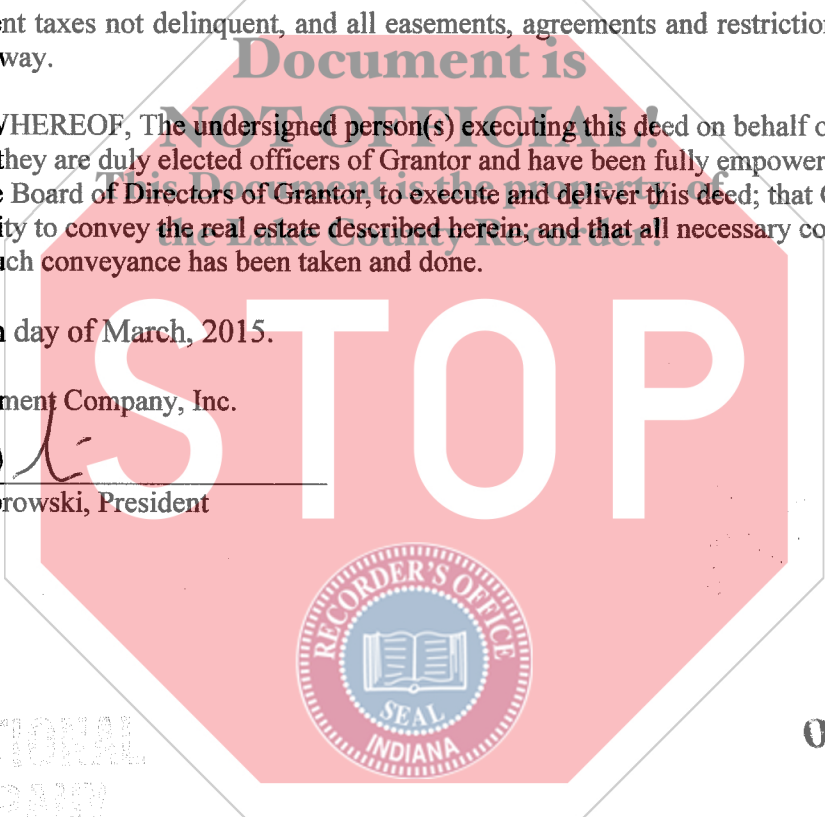 ent taxes not delinquent, and all easements, agreements and restriction
way.
Document is
NOT OFFICIAL!
WHEREOF, The undersigned person(s) executing this deed on behalf o
they are duly elected officers of Grantor and have been fully empower
This Document is the property of
e Board of Directors of Grantor, to execute and deliver this deed; that G
the Lake County Recorder!
ity to convey the real estate described herein; and that all necessary co
uch conveyance has been taken and done.
day of March, 2015.
ment Company, Inc.
rowski, President
STOP
RECORDER'S OFFICE
SEAL
INDIANA
TIONAL